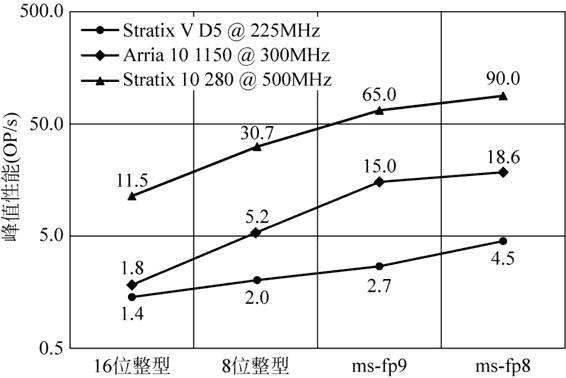 500.0
50.0
5.0
0.5
峰值性能(OP/s)
Stratix V D5 @ 225MHz
Arria 10 1150 @ 300MHz
Stratix 10 280 @ 500MHz
11.5
30.7
65.0
90.0
1.8
5.2
15.0
18.6
1.4
2.0
2.7
4.5
16位整型
8位整型
ms-fp9
ms-fp8